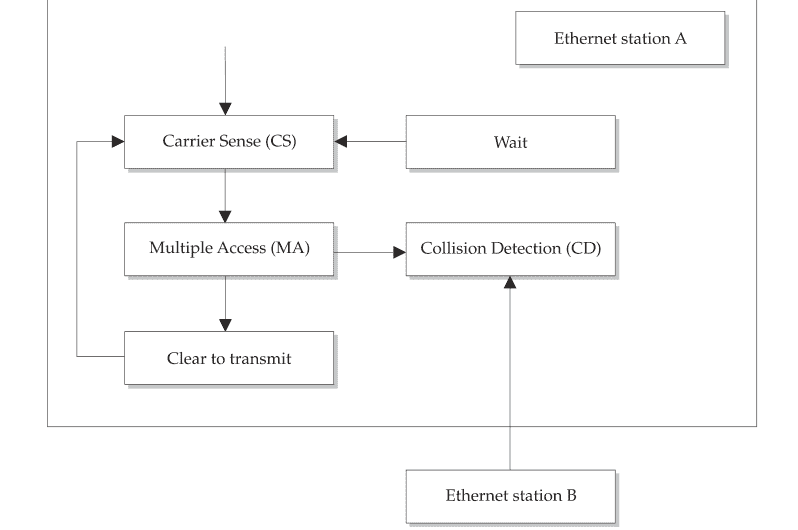 Ethernet station A
Carrier Sense (CS)
Wait
Multiple Access (MA)
Collision Detection (CD)
Clear to transmit
Ethernet station B